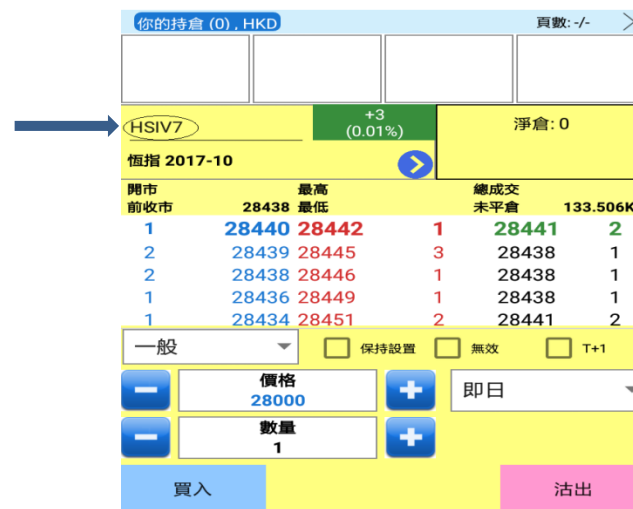 你的持倉 (0) , HKD 頁數: -/-
HSIV7 +3 淨倉: 0
(0.01%)
恆指 2017-10
開市 最高 總成交
前收市 28438 最低 未平倉 133.506K
1 28440 28442 1 28441 2
2 28439 28445 3 28438 1
2 28438 28446 1 28438 1
1 28436 28449 1 28438 1
1 28434 28451 2 28441 2
一般 保持設置 無效 T+1
價格
28000
即日
數量
1
買入 沽出